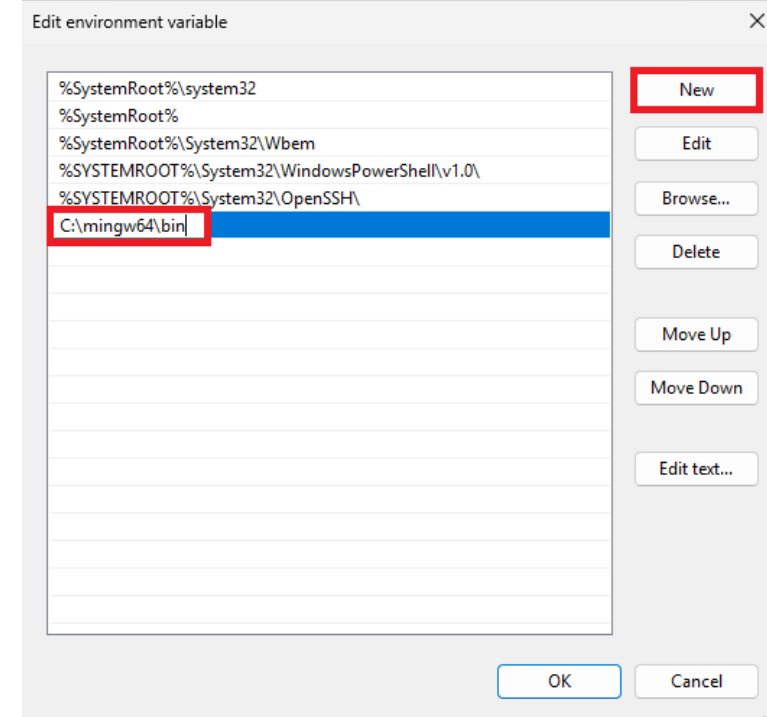 Edit environment variable
%SystemRoot%\system32
%SystemRoot%
%SystemRoot%\System32\Wbem
%SYSTEMROOT%\System32\WindowsPowerShell\v1.0\
%SYSTEMROOT%\System32\OpenSSH\
C:\mingw64\bin
New
Edit
Browse...
Delete
Move Up
Move Down
Edit text...
OK
Cancel